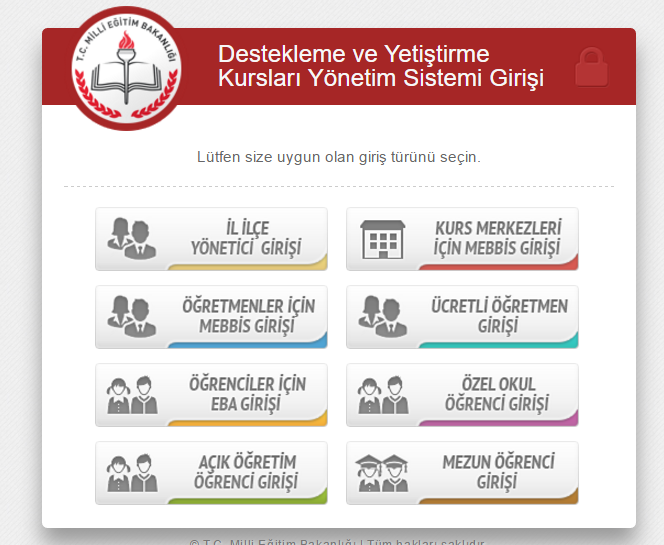 T.C. MİLLİ EĞİTİM BAKANLIĞI
Destekleme ve Yetiştirme
Kursları Yönetim Sistemi Girişi
Lütfen size uygun olan giriş türünü seçin.
İL İLÇE
YÖNETİCİ GİRİŞİ
KURS MERKEZLERİ
İÇİN MEBBİS GİRİŞİ
ÖĞRETMENLER İÇİN
MEBBİS GİRİŞİ
ÜCRETLİ ÖĞRETMEN
GİRİŞİ
ÖĞRENCİLER İÇİN
EBA GİRİŞİ
ÖZEL OKUL
ÖĞRENCİ GİRİŞİ
AÇIK ÖĞRETİM
ÖĞRENCİ GİRİŞİ
MEZUN ÖĞRENCİ
GİRİŞİ
© T.C. Milli Eğitim Bakanlığı | Tüm hakları saklıdır